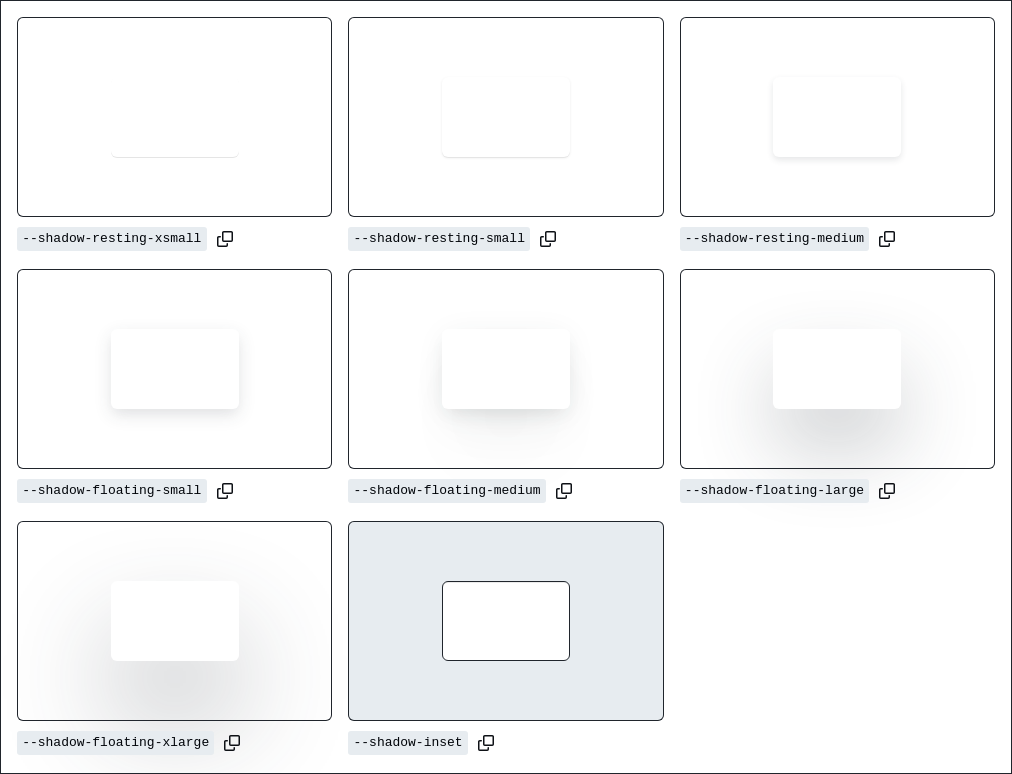 --shadow-resting-xsmall
--shadow-resting-small
--shadow-resting-medium
--shadow-floating-small
--shadow-floating-medium
--shadow-floating-large
--shadow-floating-xlarge
--shadow-inset